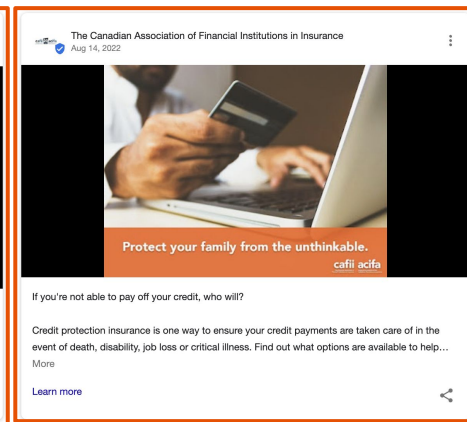 The Canadian Association of Financial Institutions in Insurance
Aug 14, 2022
Protect your family from the unthinkable.
cafii acifa
If you're not able to pay off your credit, who will?
Credit protection insurance is one way to ensure your credit payments are taken care of in the
event of death, disability, job loss or critical illness. Find out what options are available to help…
More
Learn more